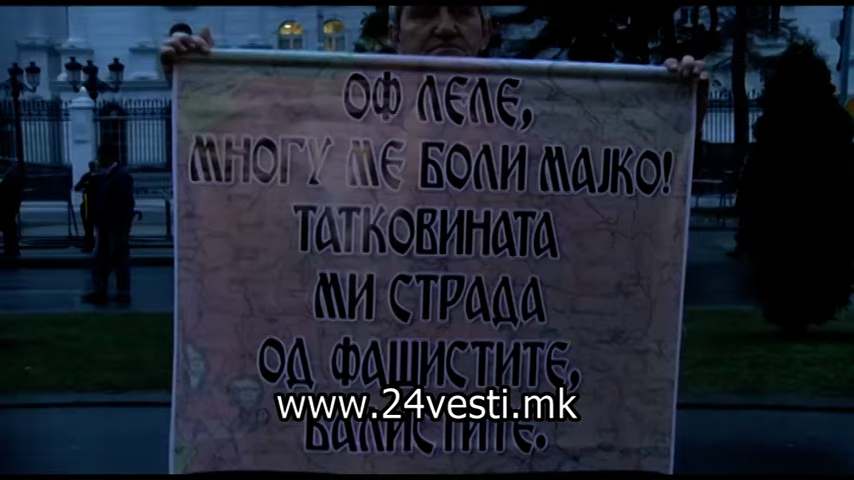 ОФ ЛЕЛЕ,
МНОГУ МЕ БОЛИ МАЈКО!
ТАТКОВИНАТА
МИ СТРАДА
ОД ФАШИСТИТЕ,
www.24vesti.mk
БАЛИСТИТЕ.